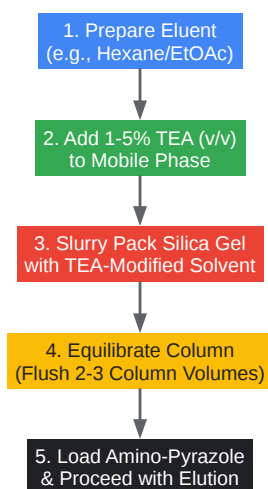 1. Prepare Eluent
(e.g., Hexane/EtOAc)
2. Add 1-5% TEA (v/v)
to Mobile Phase
3. Slurry Pack Silica Gel
with TEA-Modified Solvent
4. Equilibrate Column
(Flush 2-3 Column Volumes)
5. Load Amino-Pyrazole
& Proceed with Elution